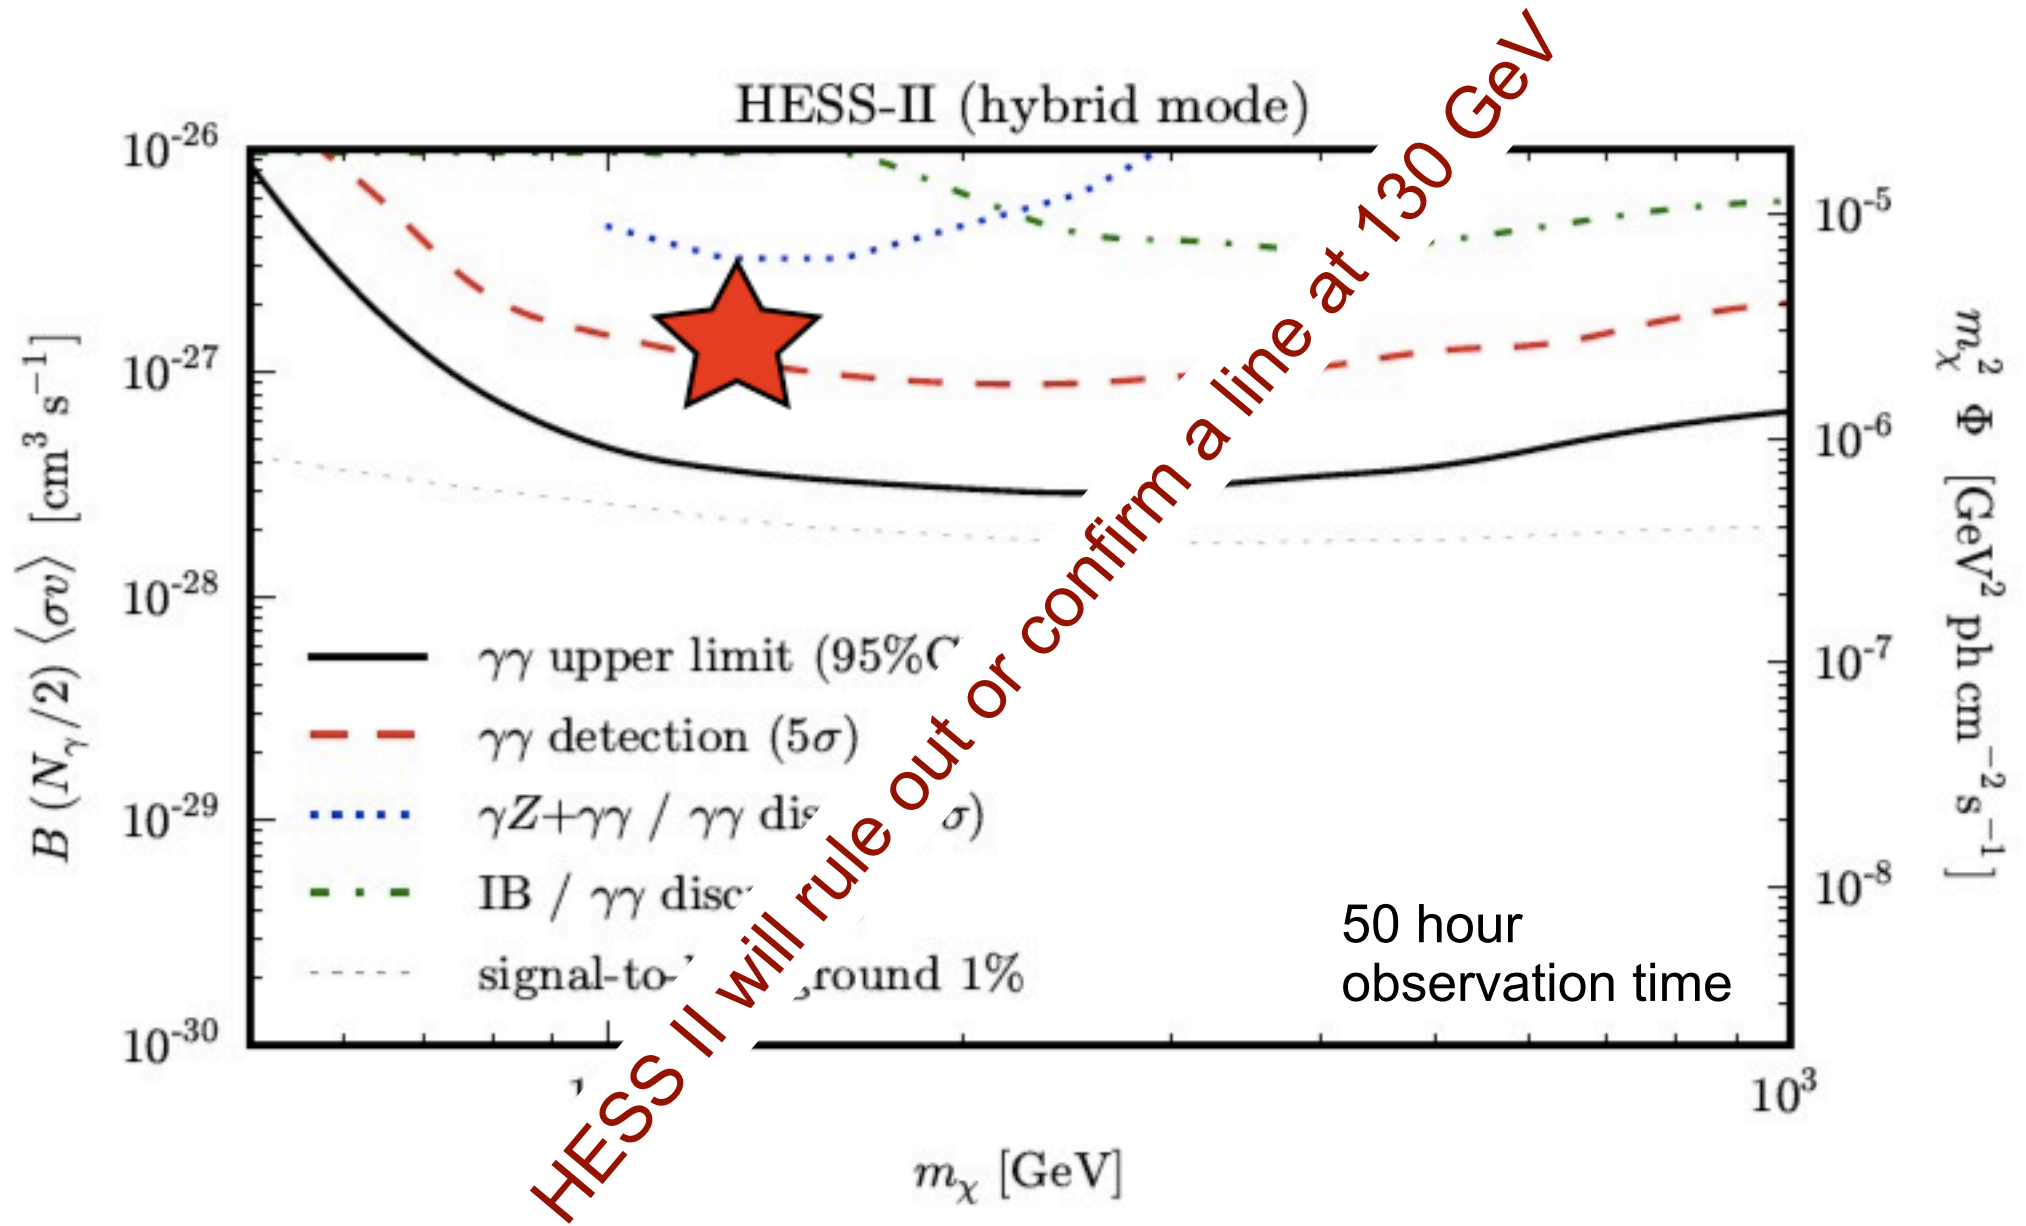 HESS-II (hybrid mode)
10^-26
10^-27
10^-28
10^-29
10^-30
B (N_γ/2) ⟨σv⟩ [cm^3 s^-1]
10^-5
10^-6
10^-7
10^-8
m_χ^2 Φ [GeV^2 ph cm^-2 s^-1]
γγ upper limit (95%
γγ detection (5σ)
γZ+γγ / γγ σ)
IB / γγ
signal-to- 1%
50 hour
observation time
10^3
m_χ [GeV]
HESS II will rule out or confirm a line at 130 GeV